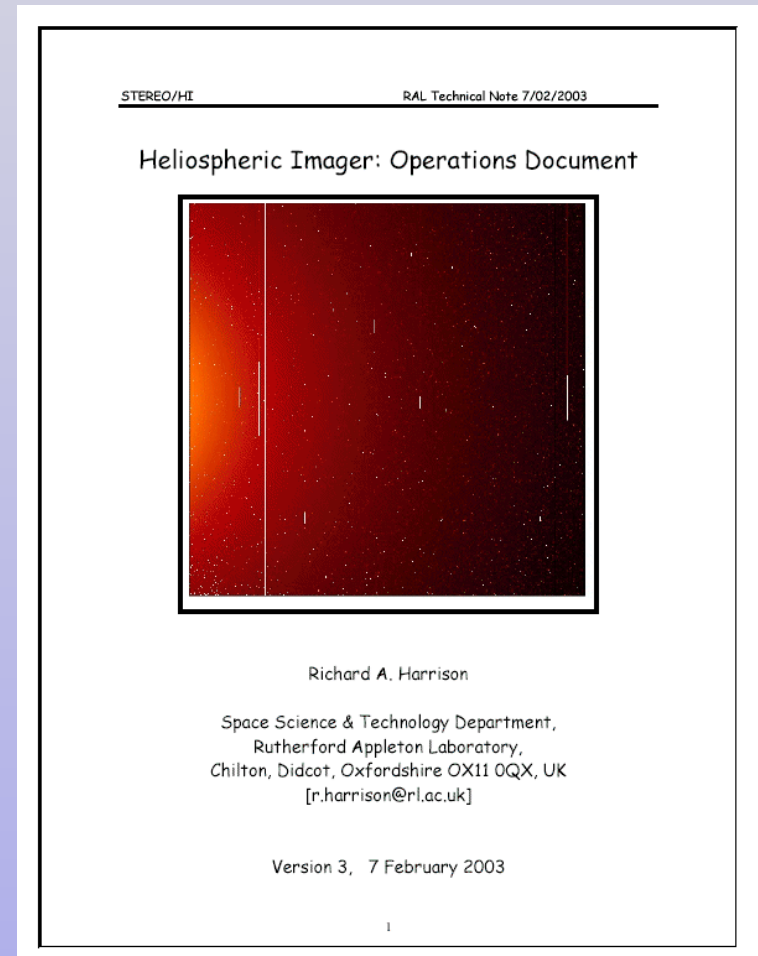 STEREO/HI RAL Technical Note 7/02/2003
Heliospheric Imager: Operations Document
Richard A. Harrison
Space Science & Technology Department,
Rutherford Appleton Laboratory,
Chilton, Didcot, Oxfordshire OX11 0QX, UK
[r.harrison@rl.ac.uk]
Version 3, 7 February 2003
1